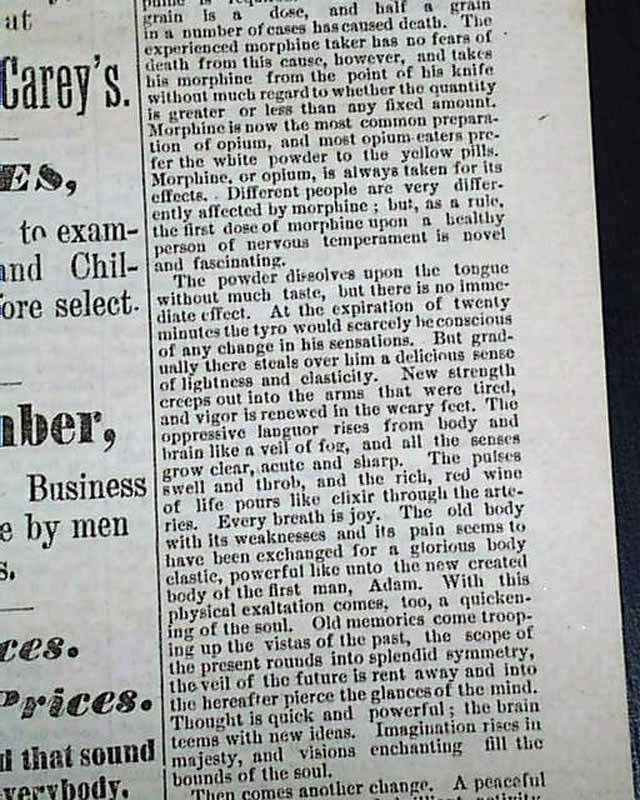 at
Carey's.
ES,
to exam-
and Chil-
ore select-
mber,
Business
e by men
s.
ces.
Prices.
d that sound
verybody.
grain is a dose, and half a grain
in a number of cases has caused death. The
experienced morphine taker has no fears of
death from this cause, however, and takes
his morphine from the point of his knife
without much regard to whether the quantity
is greater or less than any fixed amount.
Morphine is now the most common prepara-
tion of opium, and most opium-eaters pre-
fer the white powder to the yellow pills.
Morphine, or opium, is always taken for its
effects. Different people are very differ-
ently affected by morphine ; but, as a rule,
the first dose of morphine upon a healthy
person of nervous temperament is novel
and fascinating.
The powder dissolves upon the tongue
without much taste, but there is no imme-
diate effect. At the expiration of twenty
minutes the tyro would scarcely be conscious
of any change in his sensations. But grad-
ually there steals over him a delicious sense
of lightness and elasticity. New strength
creeps out into the arms that were tired,
and vigor is renewed in the weary feet. The
oppressive languor rises from body and
brain like a veil of fog, and all the senses
grow clear, acute and sharp. The pulses
swell and throb, and the rich, red wine
of life pours like elixir through the arte-
ries. Every breath is joy. The old body
with its weaknesses and its pain seems to
have been exchanged for a glorious body
elastic, powerful like unto the new created
body of the first man, Adam. With this
physical exaltation comes, too, a quicken-
ing of the soul. Old memories come troop-
ing up the vistas of the past, the scope of
the present rounds into splendid symmetry,
the veil of the future is rent away and into
the hereafter pierce the glances of the mind.
Thought is quick and powerful ; the brain
teems with new ideas. Imagination rises in
majesty, and visions enchanting fill the
bounds of the soul.
Then comes another change. A peaceful